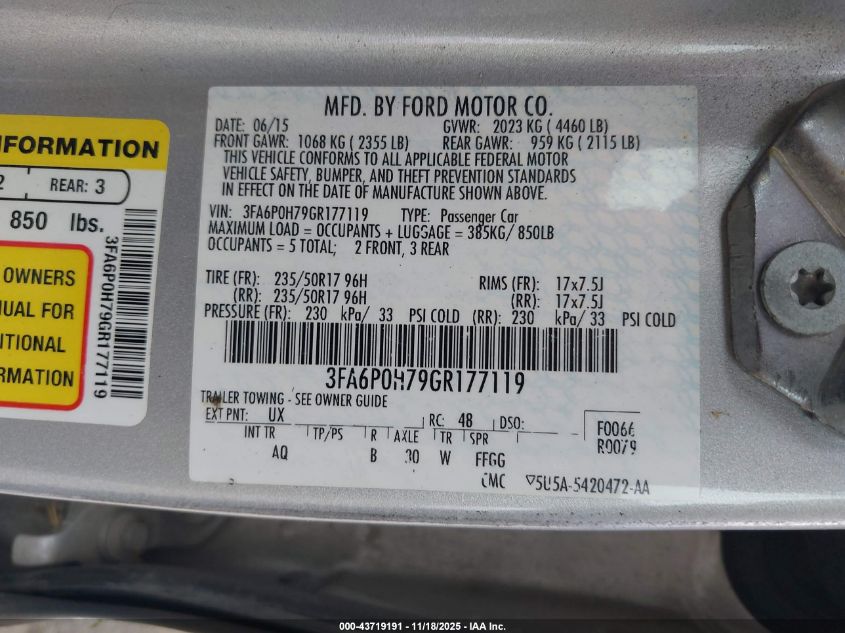 NFORMATION
2 REAR: 3
850 lbs.
OWNERS
UAL FOR
ITIONAL
RMATION
3FA6P0H79GR177119
MFD. BY FORD MOTOR CO.
DATE: 06/15 GVWR: 2023 KG ( 4460 LB)
FRONT GAWR: 1068 KG ( 2355 LB) REAR GAWR: 959 KG ( 2115 LB)
THIS VEHICLE CONFORMS TO ALL APPLICABLE FEDERAL MOTOR
VEHICLE SAFETY, BUMPER, AND THEFT PREVENTION STANDARDS
IN EFFECT ON THE DATE OF MANUFACTURE SHOWN ABOVE.
VIN: 3FA6P0H79GR177119 TYPE: Passenger Car
MAXIMUM LOAD = OCCUPANTS + LUGGAGE = 385KG/ 850LB
OCCUPANTS = 5 TOTAL; 2 FRONT, 3 REAR
TIRE (FR): 235/50R17 96H RIMS (FR): 17x7.5J
(RR): 235/50R17 96H (RR): 17x7.5J
PRESSURE (FR): 230 kPa/ 33 PSI COLD (RR): 230 kPa/ 33 PSI COLD
3FA6P0H79GR177119
TRAILER TOWING - SEE OWNER GUIDE
EXT PNT: UX RC: 48 DSO: F0066
INT TR TP/PS R AXLE TR SPR R0079
AQ B 30 W FFGG
CMC 5U5A-5420472-AA
000-43719191 - 11/18/2025 - IAA Inc.